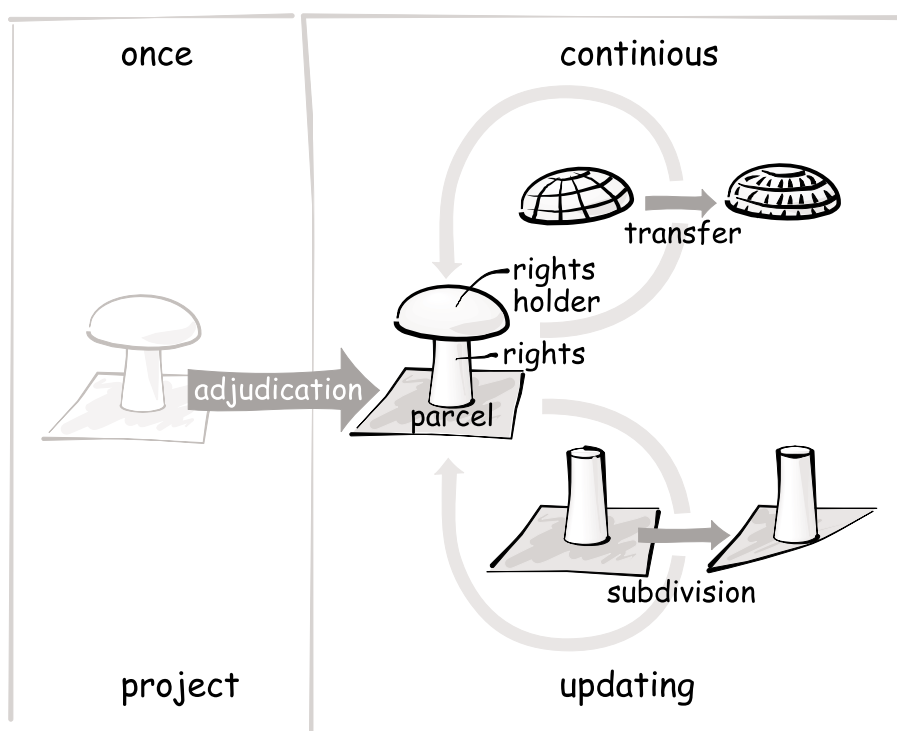 once
continious
transfer
rights
holder
rights
adjudication
parcel
subdivision
project
updating